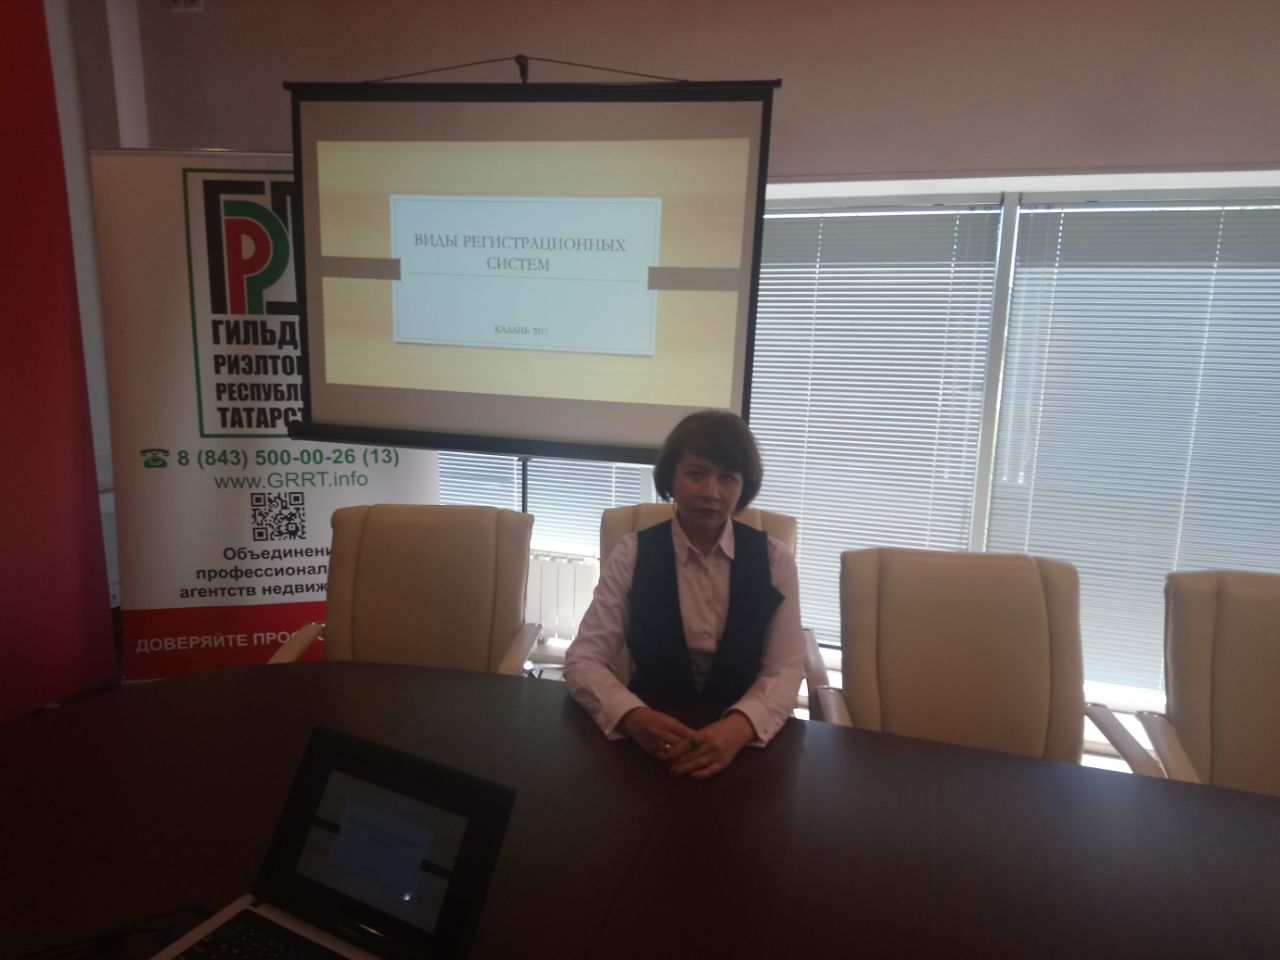 ВИДЫ РЕГИСТРАЦИОННЫХ
СИСТЕМ
КАЗАНЬ 2017
ГИЛЬД
РИЭЛТО
РЕСПУБЛ
ТАТАРСТ
8 (843) 500-00-26 (13)
www.GRRT.info
Объединени
профессионал
агентств недвиж
ДОВЕРЯЙТЕ ПРОФ